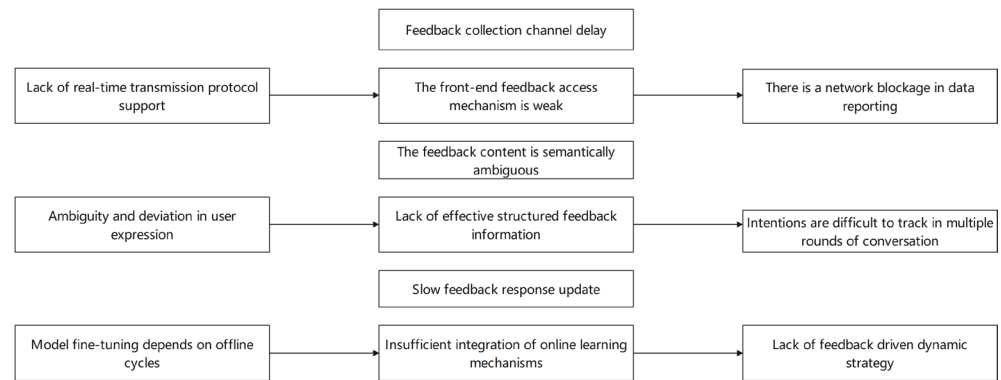 Feedback collection channel delay
Lack of real-time transmission protocol
support
The front-end feedback access
mechanism is weak
There is a network blockage in data
reporting
The feedback content is semantically
ambiguous
Ambiguity and deviation in user
expression
Lack of effective structured feedback
information
Intentions are difficult to track in multiple
rounds of conversation
Slow feedback response update
Model fine-tuning depends on offline
cycles
Insufficient integration of online learning
mechanisms
Lack of feedback driven dynamic
strategy